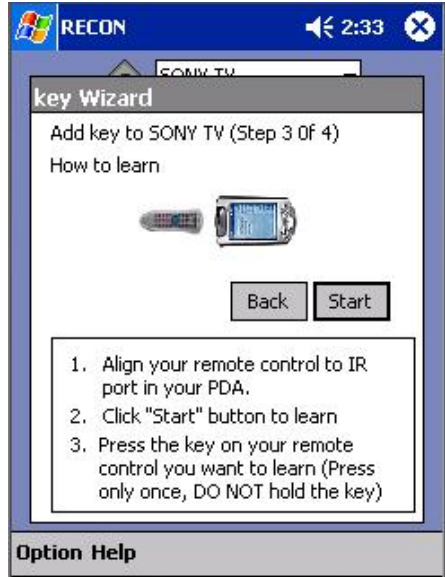 RECON 2:33
SONY TV
key Wizard
Add key to SONY TV (Step 3 0f 4)
How to learn
Back Start
1. Align your remote control to IR
port in your PDA.
2. Click "Start" button to learn
3. Press the key on your remote
control you want to learn (Press
only once, DO NOT hold the key)
Option Help